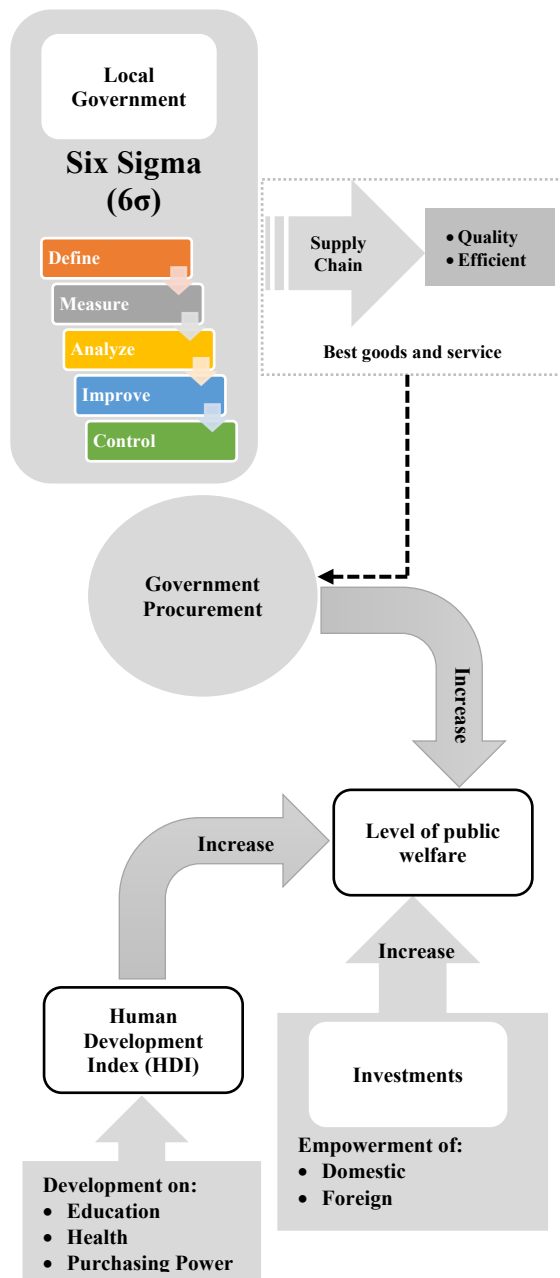 Local
Government
Six Sigma
(6σ)
Define
Measure
Analyze
Improve
Control
Supply
Chain
• Quality
• Efficient
Best goods and service
Government
Procurement
Increase
Level of public
welfare
Increase
Increase
Human
Development
Index (HDI)
Investments
Empowerment of:
• Domestic
• Foreign
Development on:
• Education
• Health
• Purchasing Power